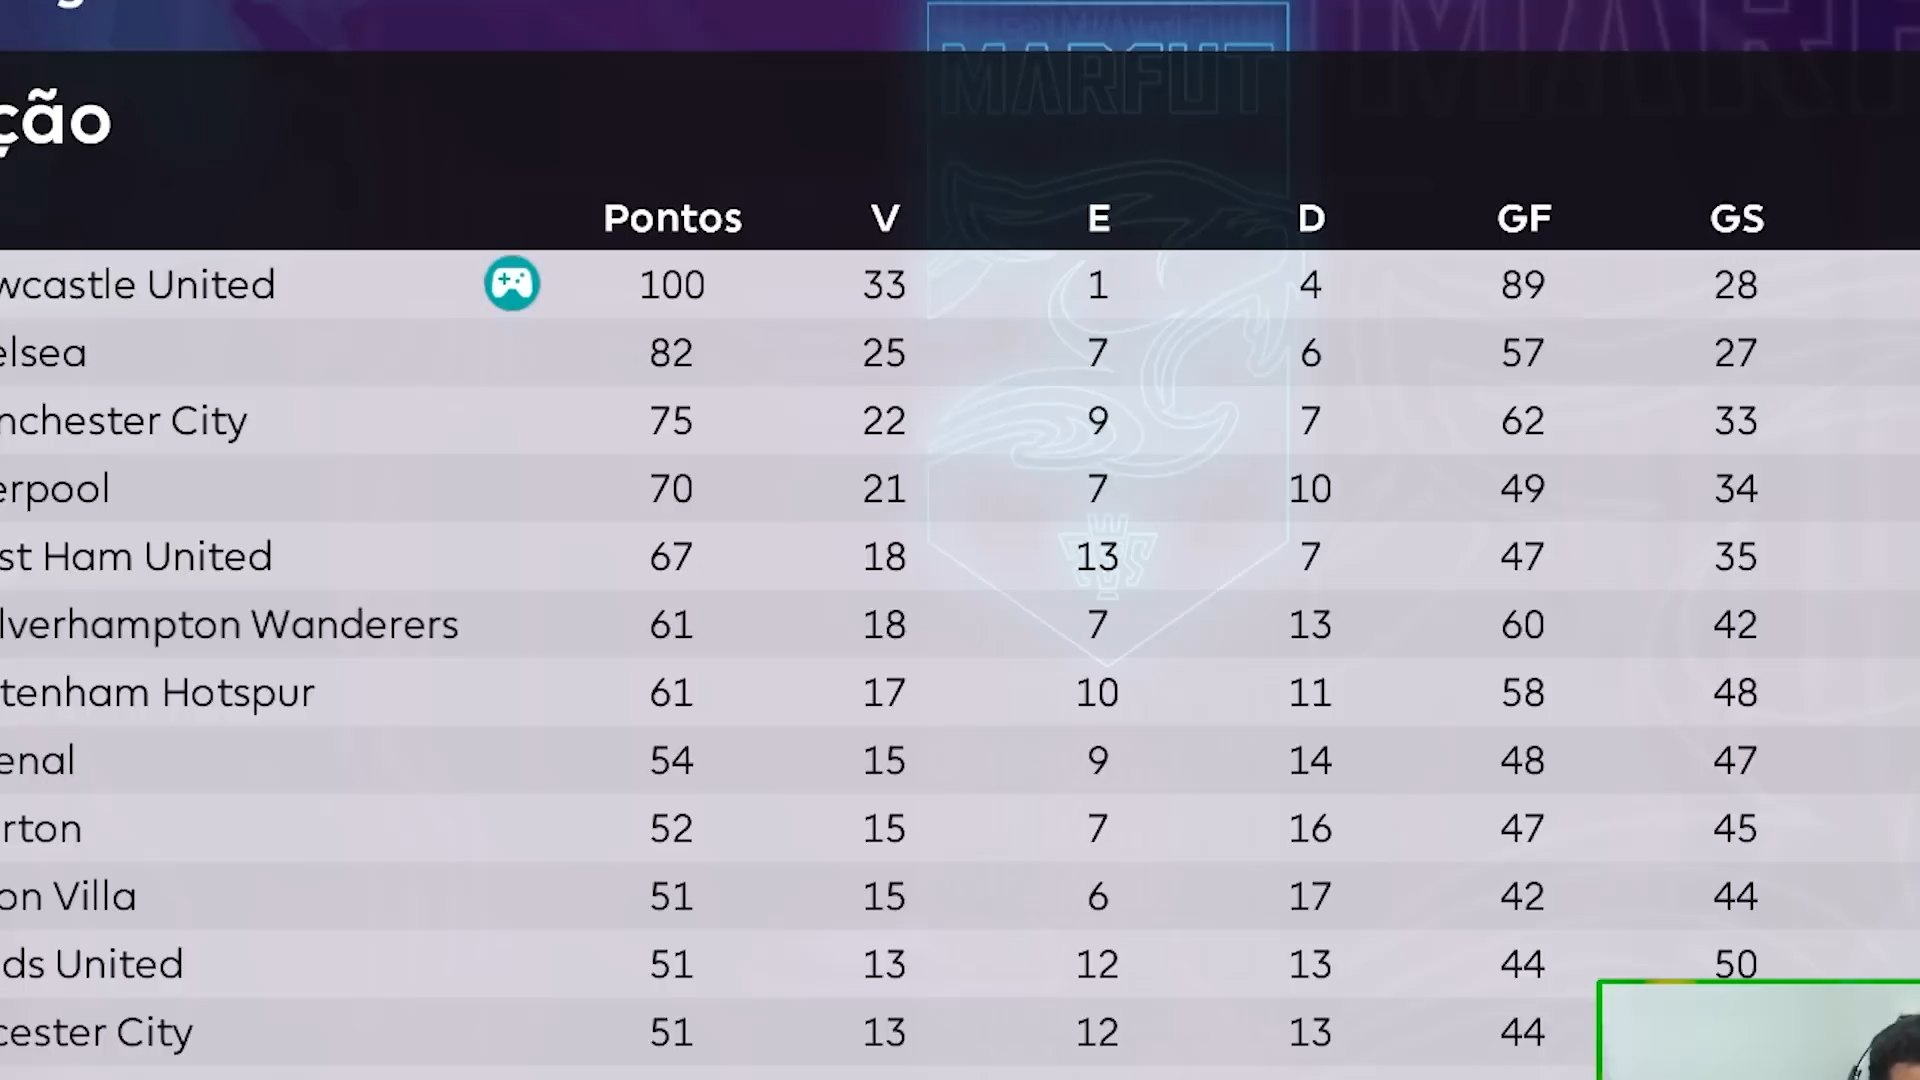 MARFUT
ção
Pontos V E D GF GS
wcastle United 100 33 1 4 89 28
elsea 82 25 7 6 57 27
nchester City 75 22 9 7 62 33
erpool 70 21 7 10 49 34
st Ham United 67 18 13 7 47 35
lverhampton Wanderers 61 18 7 13 60 42
tenham Hotspur 61 17 10 11 58 48
enal 54 15 9 14 48 47
rton 52 15 7 16 47 45
on Villa 51 15 6 17 42 44
ds United 51 13 12 13 44 50
cester City 51 13 12 13 44